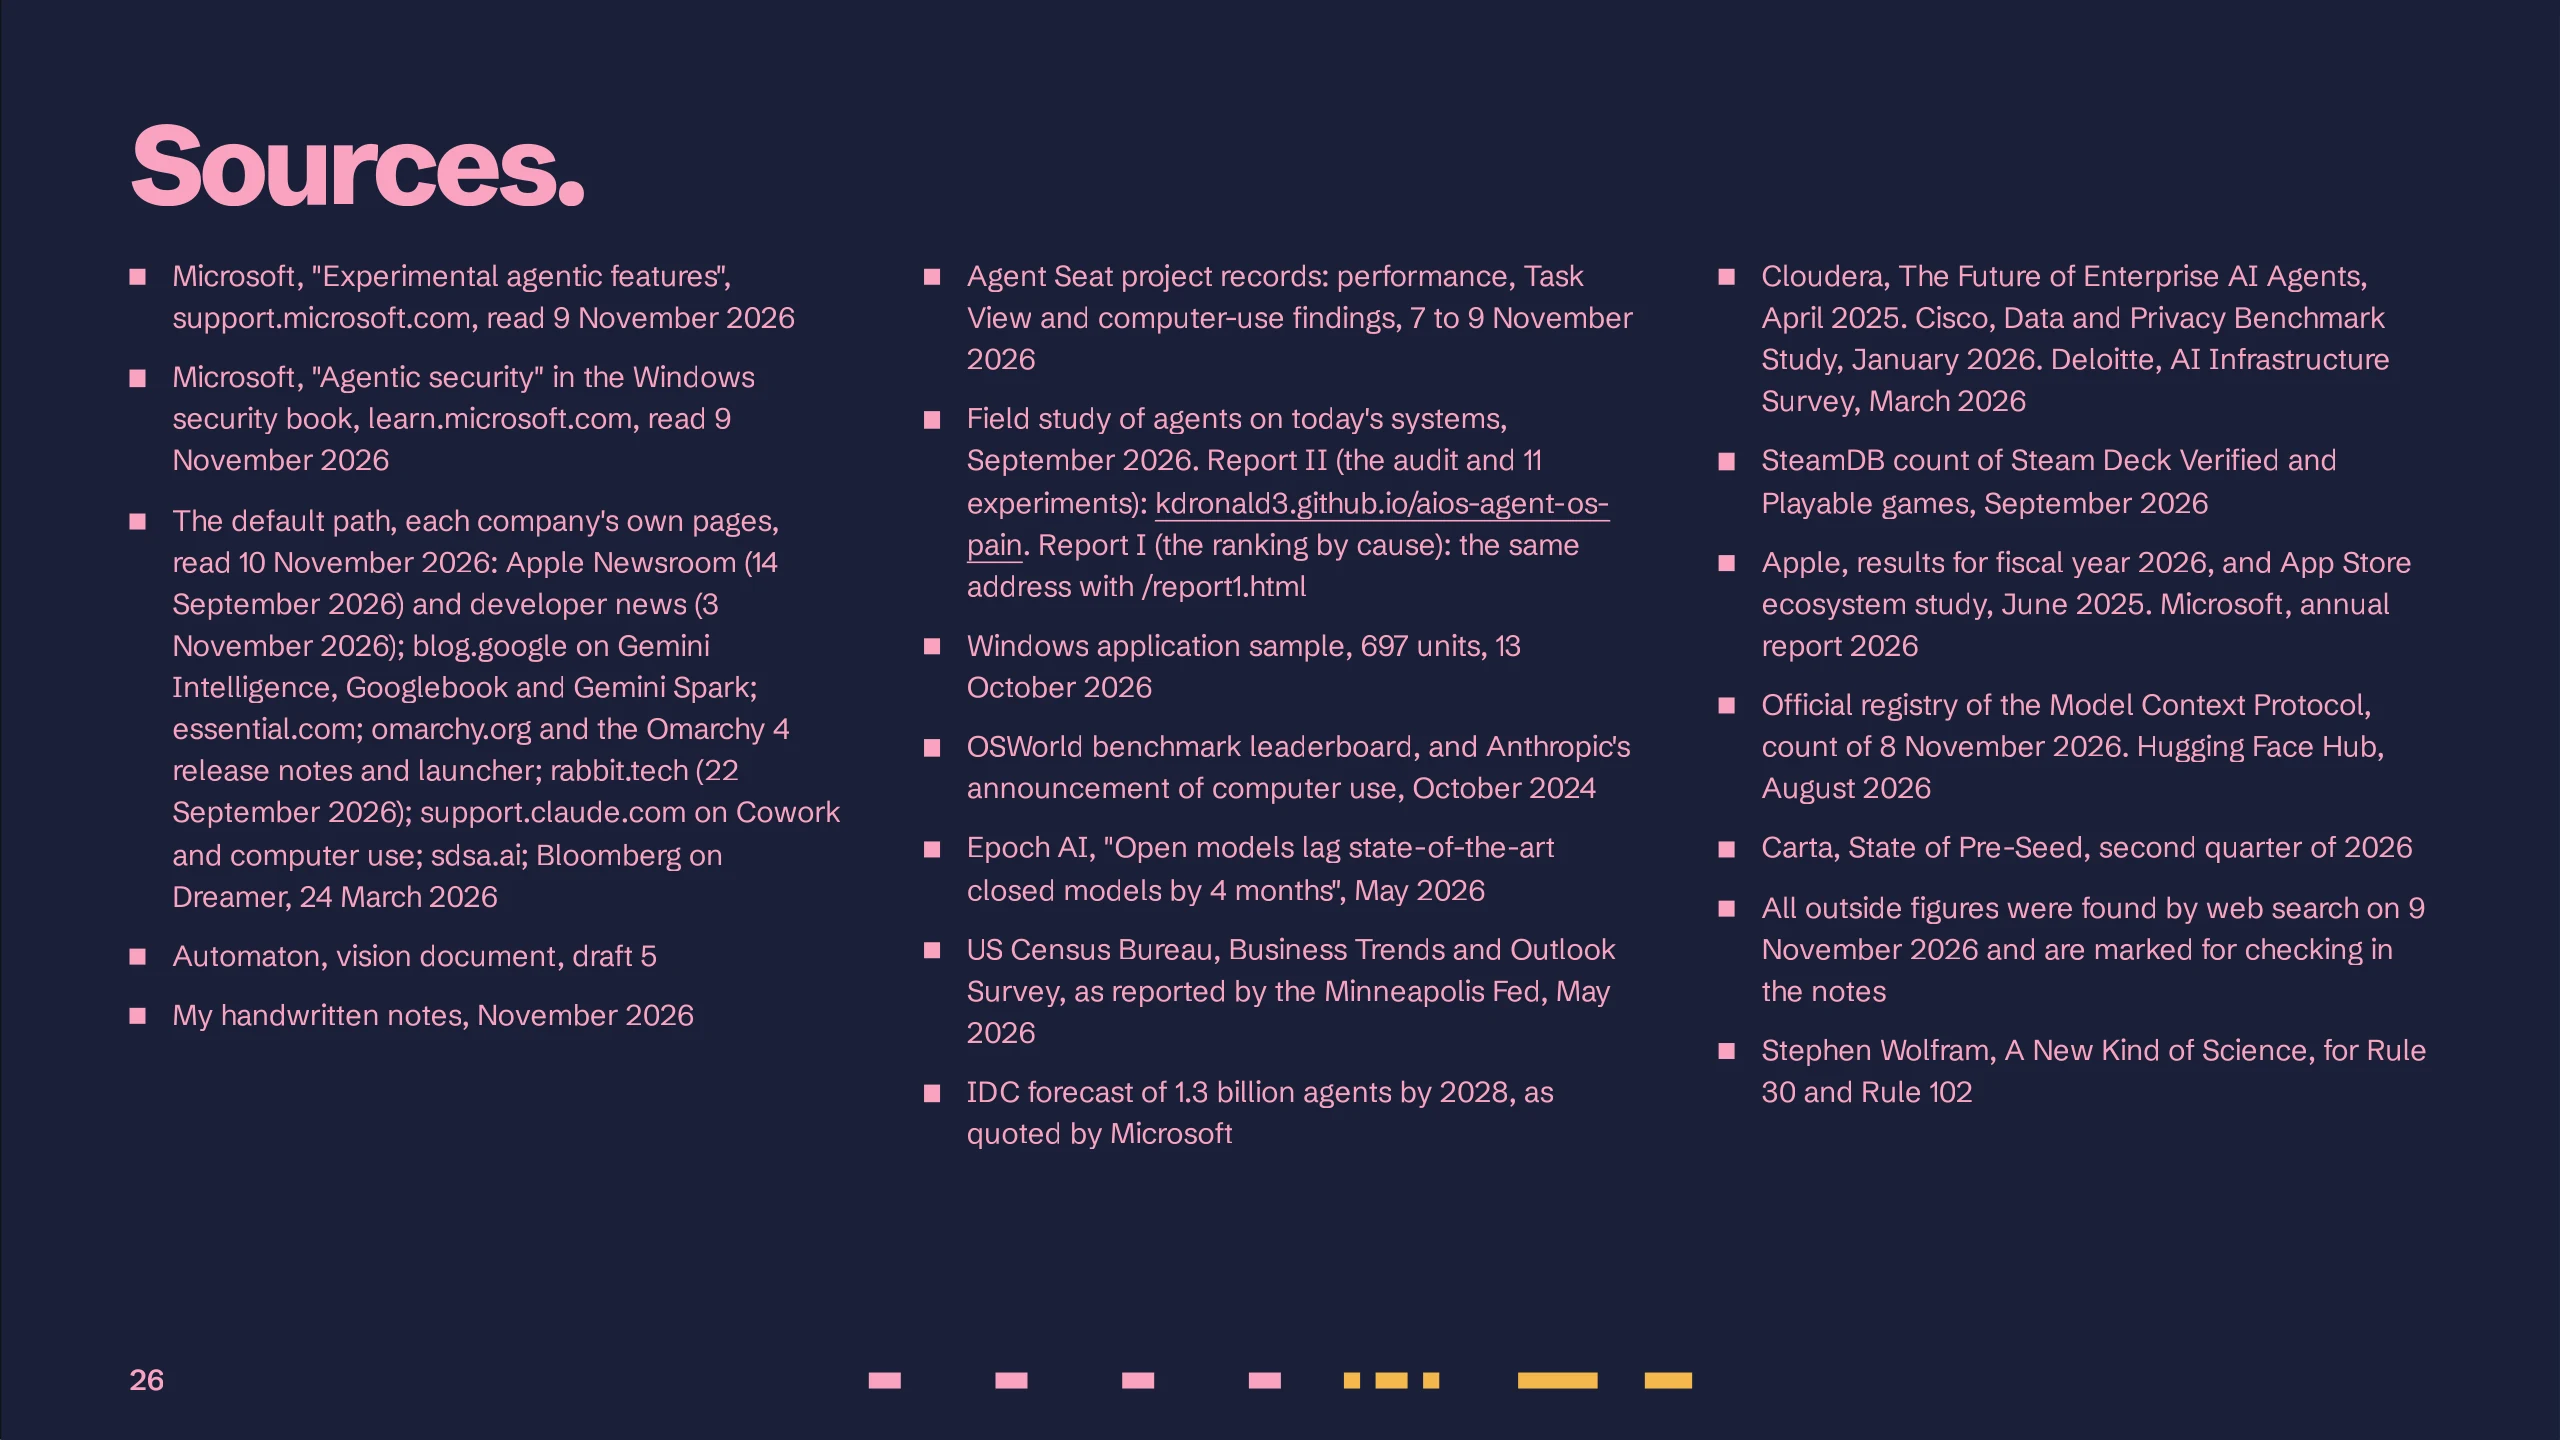 Sources.
Microsoft, "Experimental agentic features",
support.microsoft.com, read 9 November 2026
Microsoft, "Agentic security" in the Windows
security book, learn.microsoft.com, read 9
November 2026
The default path, each company's own pages,
read 10 November 2026: Apple Newsroom (14
September 2026) and developer news (3
November 2026); blog.google on Gemini
Intelligence, Googlebook and Gemini Spark;
essential.com; omarchy.org and the Omarchy 4
release notes and launcher; rabbit.tech (22
September 2026); support.claude.com on Cowork
and computer use; sdsa.ai; Bloomberg on
Dreamer, 24 March 2026
Automaton, vision document, draft 5
My handwritten notes, November 2026
Agent Seat project records: performance, Task
View and computer-use findings, 7 to 9 November
2026
Field study of agents on today's systems,
September 2026. Report II (the audit and 11
experiments): kdronald3.github.io/aios-agent-os-
pain. Report I (the ranking by cause): the same
address with /report1.html
Windows application sample, 697 units, 13
October 2026
OSWorld benchmark leaderboard, and Anthropic's
announcement of computer use, October 2024
Epoch AI, "Open models lag state-of-the-art
closed models by 4 months", May 2026
US Census Bureau, Business Trends and Outlook
Survey, as reported by the Minneapolis Fed, May
2026
IDC forecast of 1.3 billion agents by 2028, as
quoted by Microsoft
Cloudera, The Future of Enterprise AI Agents,
April 2025. Cisco, Data and Privacy Benchmark
Study, January 2026. Deloitte, AI Infrastructure
Survey, March 2026
SteamDB count of Steam Deck Verified and
Playable games, September 2026
Apple, results for fiscal year 2026, and App Store
ecosystem study, June 2025. Microsoft, annual
report 2026
Official registry of the Model Context Protocol,
count of 8 November 2026. Hugging Face Hub,
August 2026
Carta, State of Pre-Seed, second quarter of 2026
All outside figures were found by web search on 9
November 2026 and are marked for checking in
the notes
Stephen Wolfram, A New Kind of Science, for Rule
30 and Rule 102
26